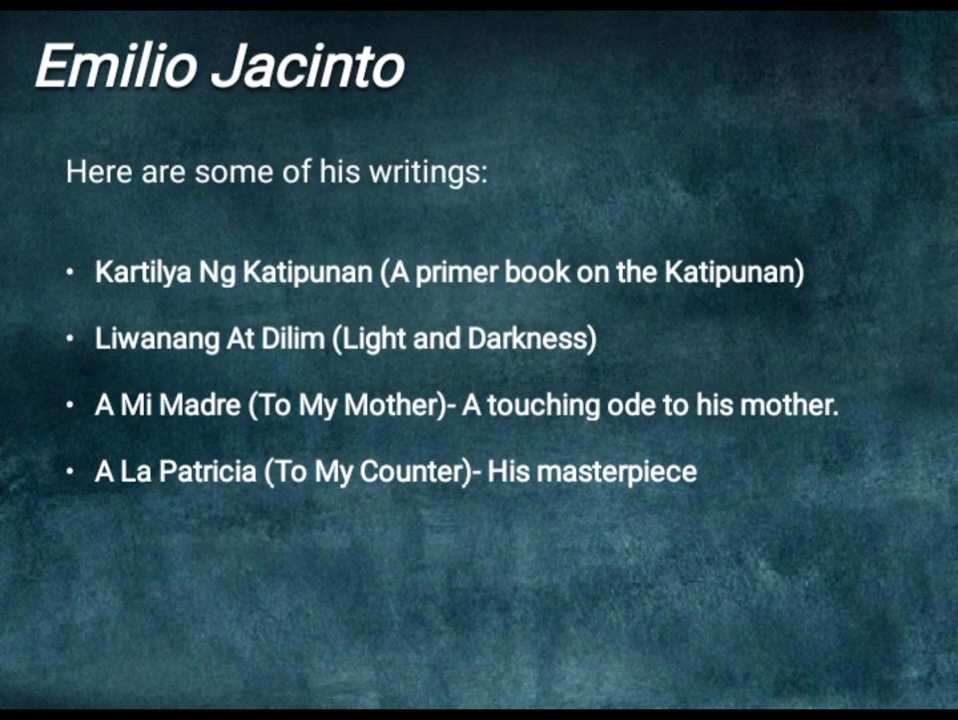 Emilio Jacinto
Here are some of his writings:
• Kartilya Ng Katipunan (A primer book on the Katipunan)
• Liwanang At Dilim (Light and Darkness)
• A Mi Madre (To My Mother)- A touching ode to his mother.
• A La Patricia (To My Counter)- His masterpiece